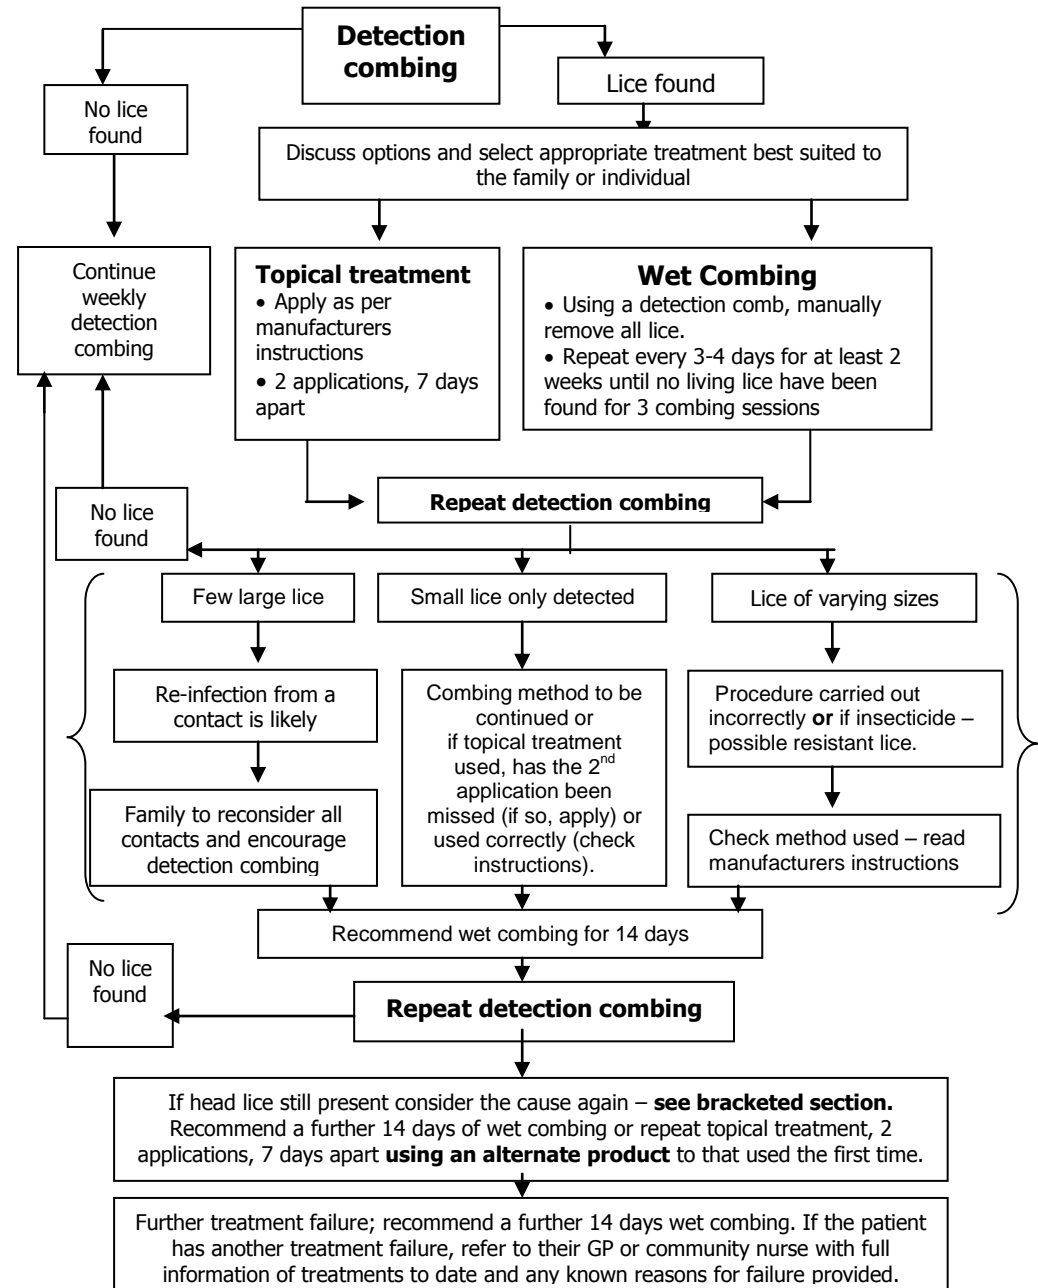 Detection
combing
No lice
found
Lice found
Discuss options and select appropriate treatment best suited to
the family or individual
Continue
weekly
detection
combing
Topical treatment
• Apply as per
manufacturers
instructions
• 2 applications, 7 days
apart
Wet Combing
• Using a detection comb, manually
remove all lice.
• Repeat every 3-4 days for at least 2
weeks until no living lice have been
found for 3 combing sessions
No lice
found
Repeat detection combing
Few large lice
Small lice only detected
Lice of varying sizes
Re-infection from a
contact is likely
Family to reconsider all
contacts and encourage
detection combing
Combing method to be
continued or
if topical treatment
used, has the 2nd
application been
missed (if so, apply) or
used correctly (check
instructions).
Procedure carried out
incorrectly or if insecticide –
possible resistant lice.
Check method used – read
manufacturers instructions
Recommend wet combing for 14 days
No lice
found
Repeat detection combing
If head lice still present consider the cause again – see bracketed section.
Recommend a further 14 days of wet combing or repeat topical treatment, 2
applications, 7 days apart using an alternate product to that used the first time.
Further treatment failure; recommend a further 14 days wet combing. If the patient
has another treatment failure, refer to their GP or community nurse with full
information of treatments to date and any known reasons for failure provided.